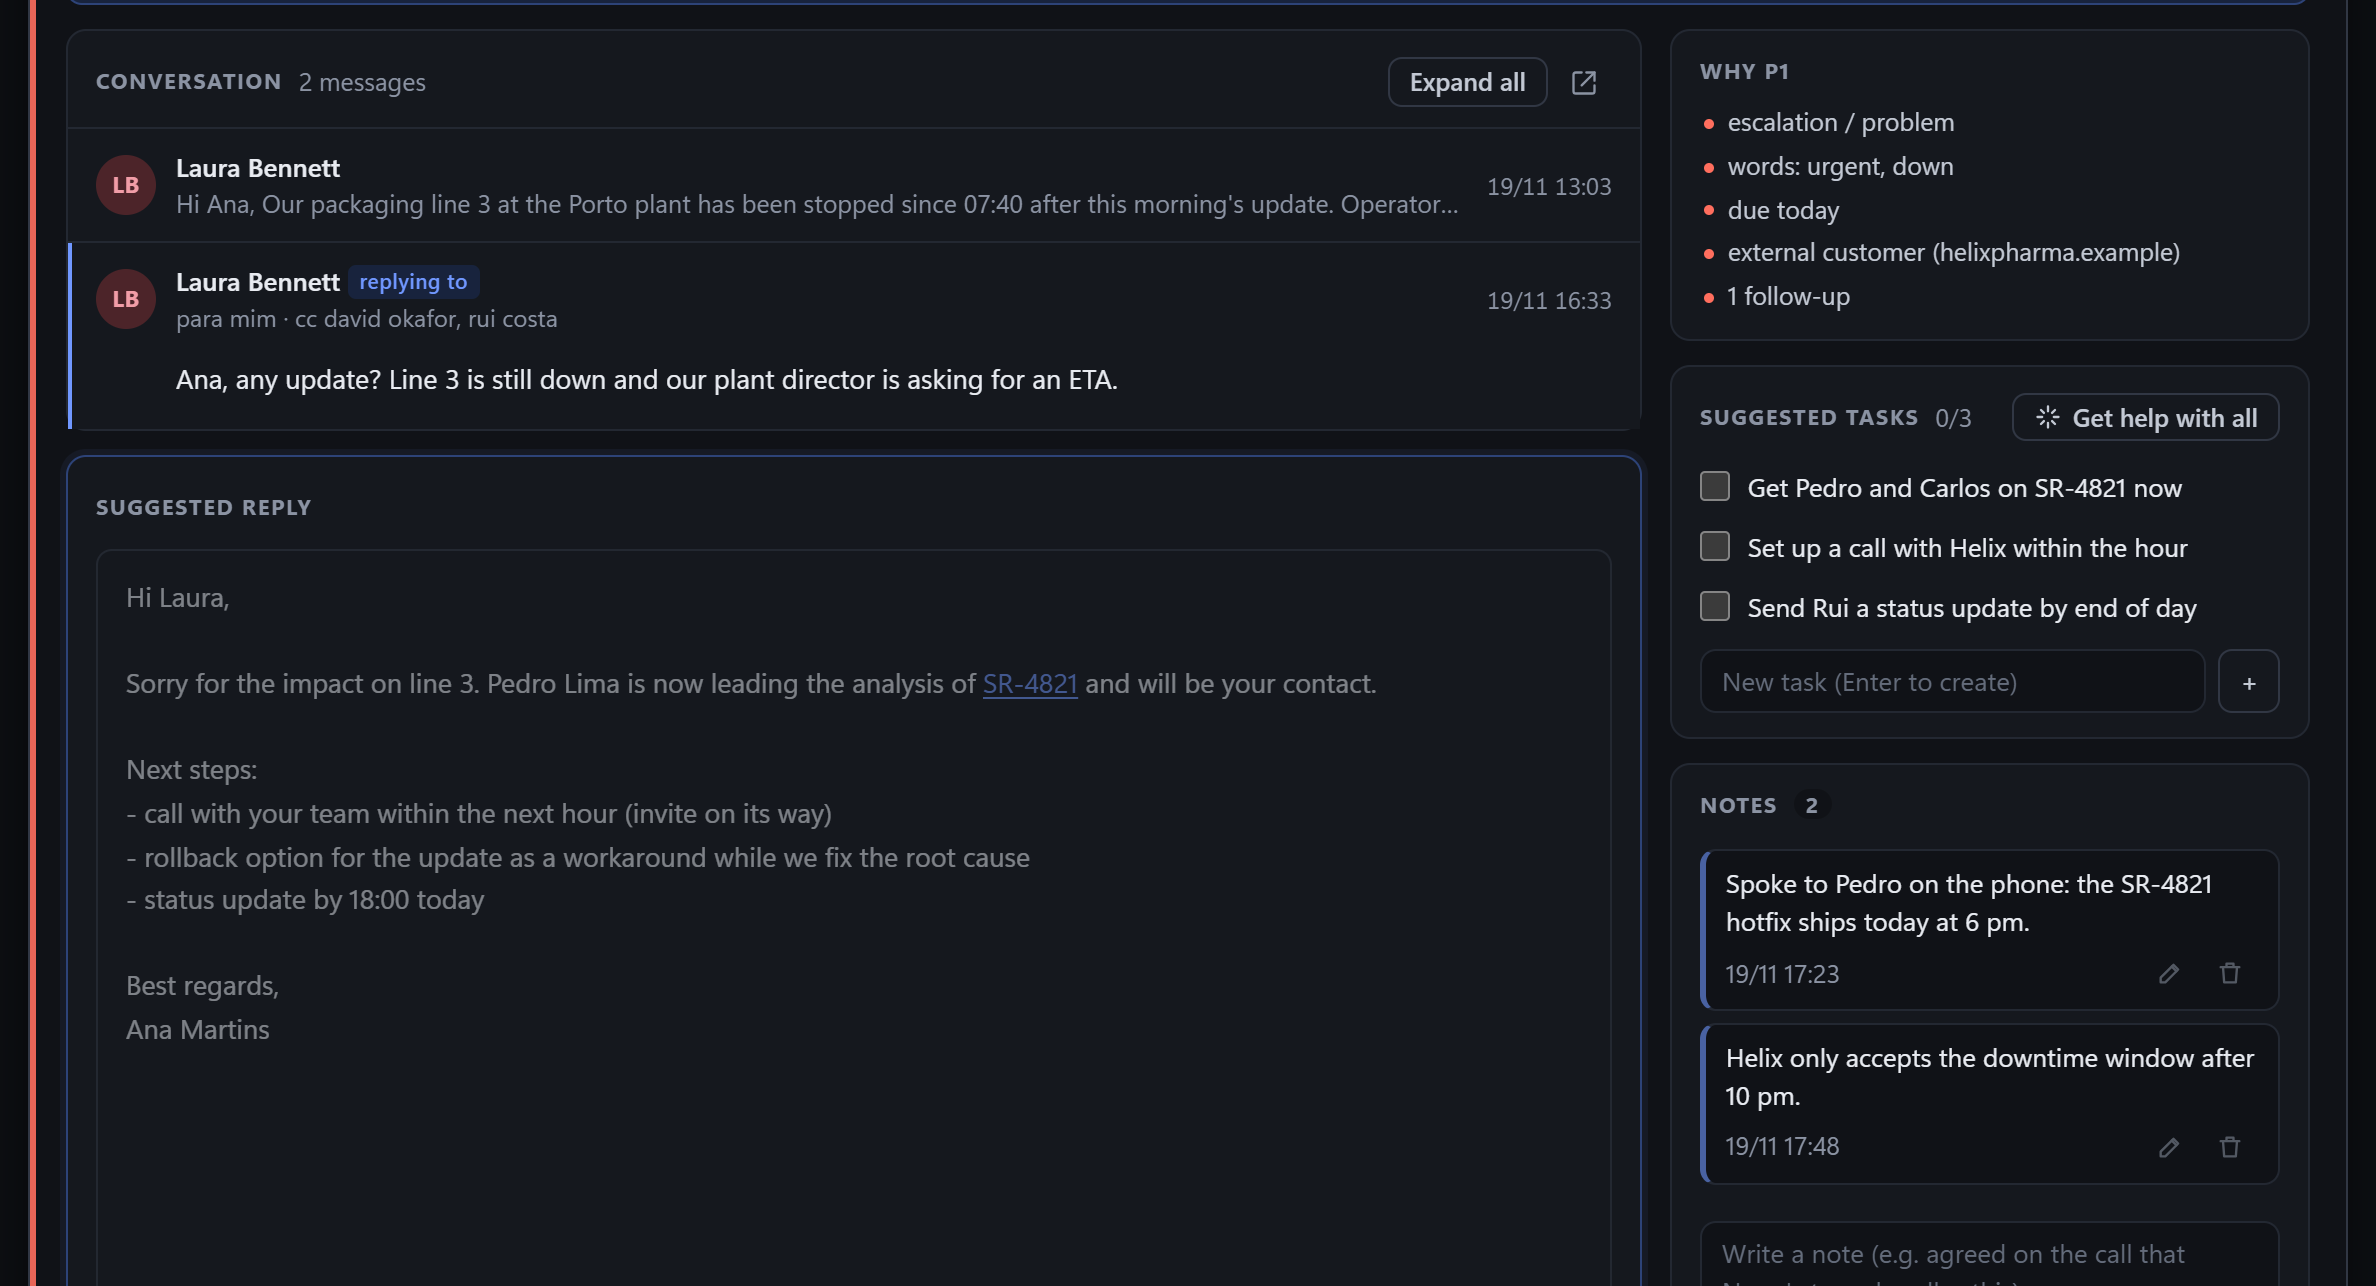 CONVERSATION 2 messages
Expand all
LB
Laura Bennett
Hi Ana, Our packaging line 3 at the Porto plant has been stopped since 07:40 after this morning's update. Operator...
19/11 13:03
LB
Laura Bennett replying to
para mim · cc david okafor, rui costa
19/11 16:33
Ana, any update? Line 3 is still down and our plant director is asking for an ETA.
SUGGESTED REPLY
Hi Laura,
Sorry for the impact on line 3. Pedro Lima is now leading the analysis of SR-4821 and will be your contact.
Next steps:
- call with your team within the next hour (invite on its way)
- rollback option for the update as a workaround while we fix the root cause
- status update by 18:00 today
Best regards,
Ana Martins
WHY P1
• escalation / problem
• words: urgent, down
• due today
• external customer (helixpharma.example)
• 1 follow-up
SUGGESTED TASKS 0/3
Get help with all
Get Pedro and Carlos on SR-4821 now
Set up a call with Helix within the hour
Send Rui a status update by end of day
New task (Enter to create)
+
NOTES 2
Spoke to Pedro on the phone: the SR-4821
hotfix ships today at 6 pm.
19/11 17:23
Helix only accepts the downtime window after
10 pm.
19/11 17:48
Write a note (e.g. agreed on the call that